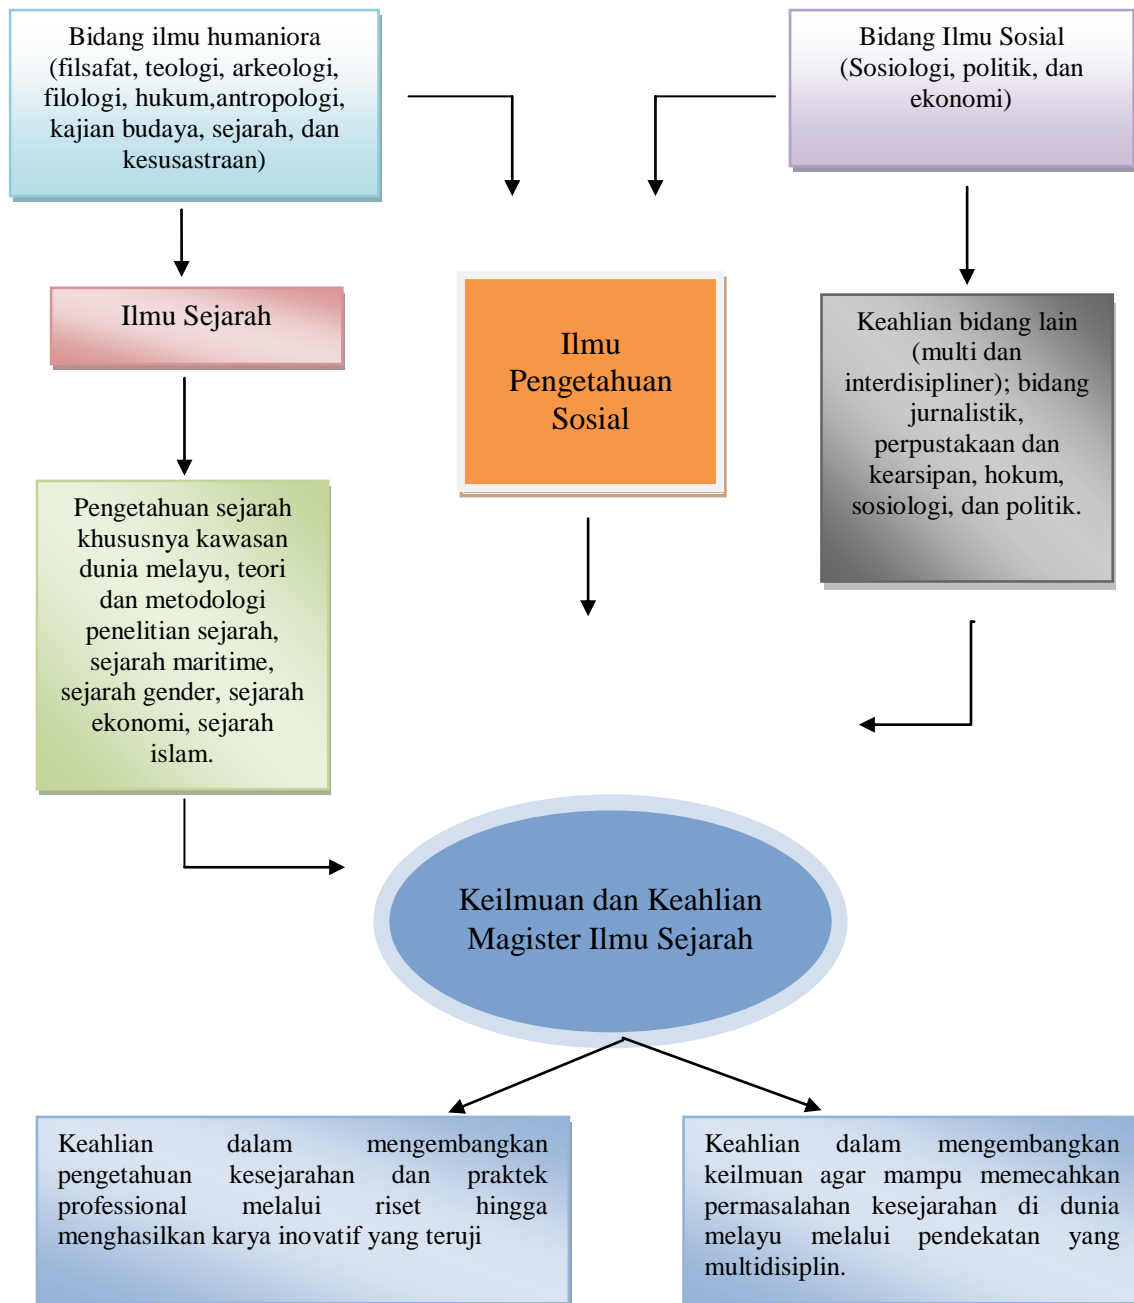 Bidang ilmu humaniora
(filsafat, teologi, arkeologi,
filologi, hukum,antropologi,
kajian budaya, sejarah, dan
kesusastraan)
Bidang Ilmu Sosial
(Sosiologi, politik, dan
ekonomi)
Ilmu Sejarah
Ilmu
Pengetahuan
Sosial
Keahlian bidang lain
(multi dan
interdisipliner); bidang
jurnalistik,
perpustakaan dan
kearsipan, hokum,
sosiologi, dan politik.
Pengetahuan sejarah
khususnya kawasan
dunia melayu, teori
dan metodologi
penelitian sejarah,
sejarah maritime,
sejarah gender, sejarah
ekonomi, sejarah
islam.
Keilmuan dan Keahlian
Magister Ilmu Sejarah
Keahlian dalam mengembangkan
pengetahuan kesejarahan dan praktek
professional melalui riset hingga
menghasilkan karya inovatif yang teruji
Keahlian dalam mengembangkan
keilmuan agar mampu memecahkan
permasalahan kesejarahan di dunia
melayu melalui pendekatan yang
multidisiplin.